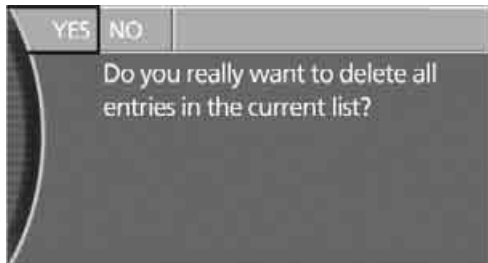 YES NO
Do you really want to delete all
entries in the current list?